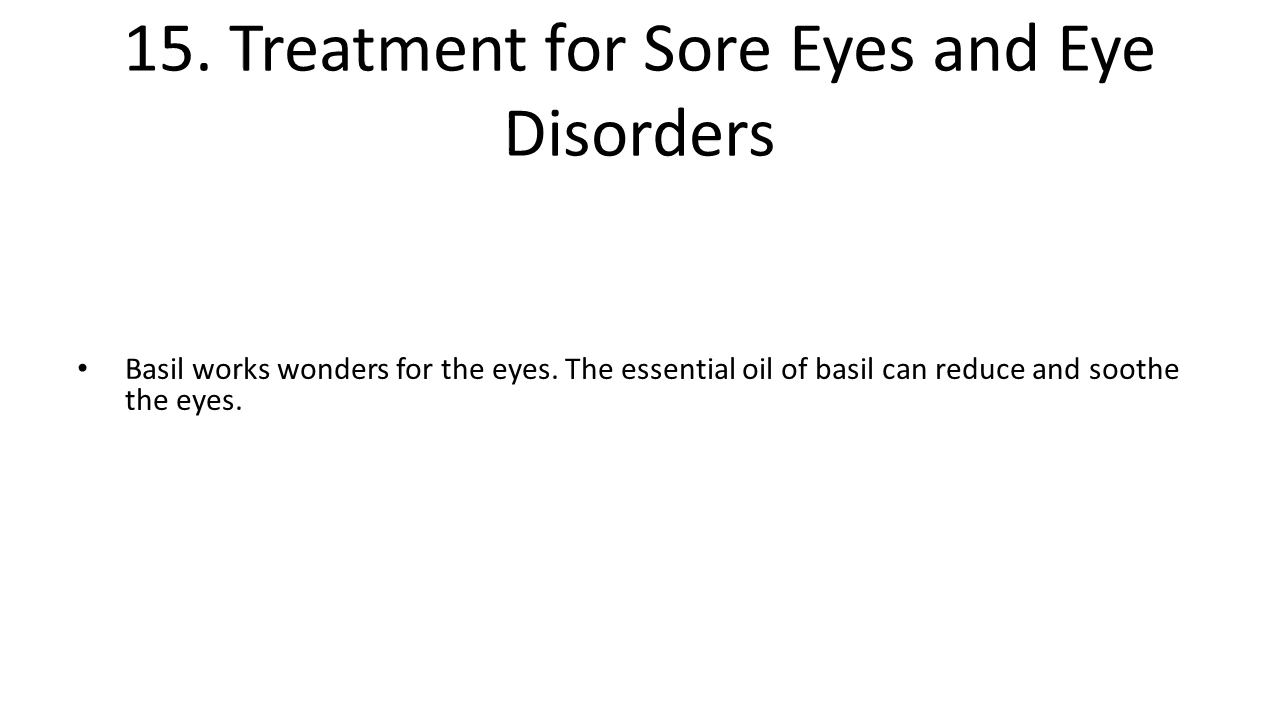 15. Treatment for Sore Eyes and Eye
Disorders
• Basil works wonders for the eyes. The essential oil of basil can reduce and soothe
the eyes.